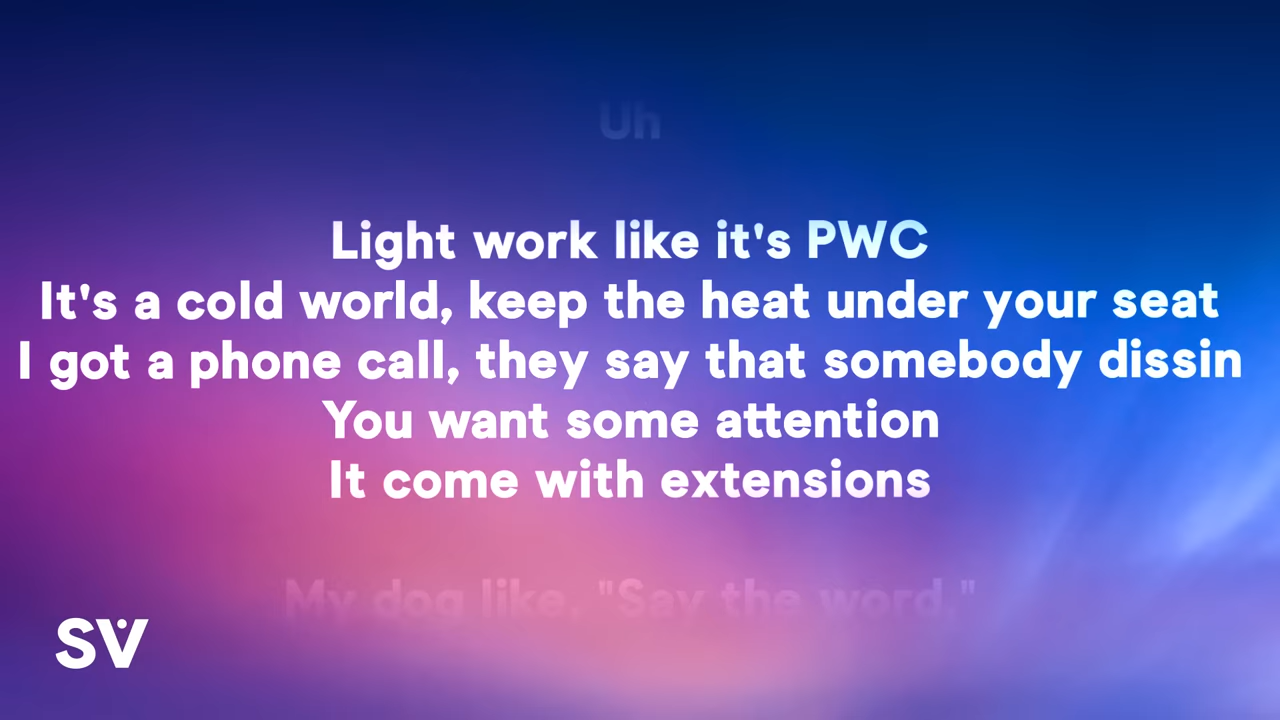 Uh
Light work like it's PWC
It's a cold world, keep the heat under your seat
I got a phone call, they say that somebody dissin
You want some attention
It come with extensions
My dog like, "Say the word,"
SV